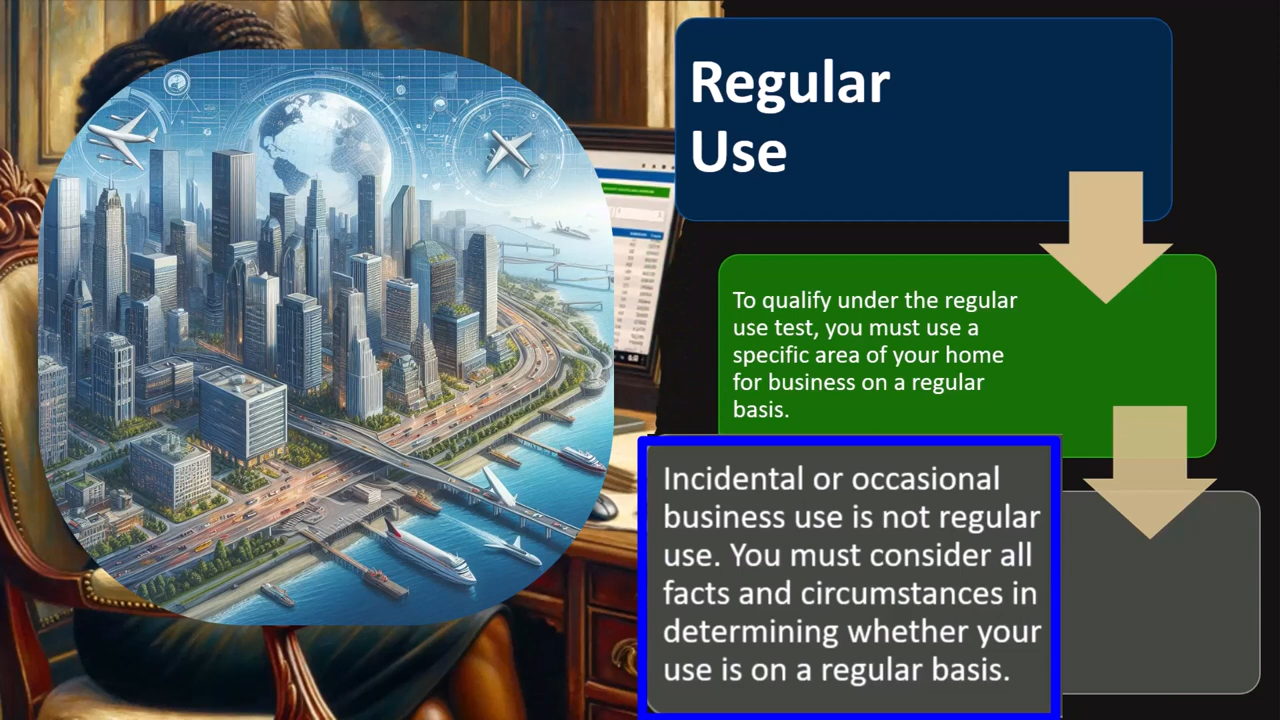 Regular
Use
To qualify under the regular
use test, you must use a
specific area of your home
for business on a regular
basis.
Incidental or occasional
business use is not regular
use. You must consider all
facts and circumstances in
determining whether your
use is on a regular basis.